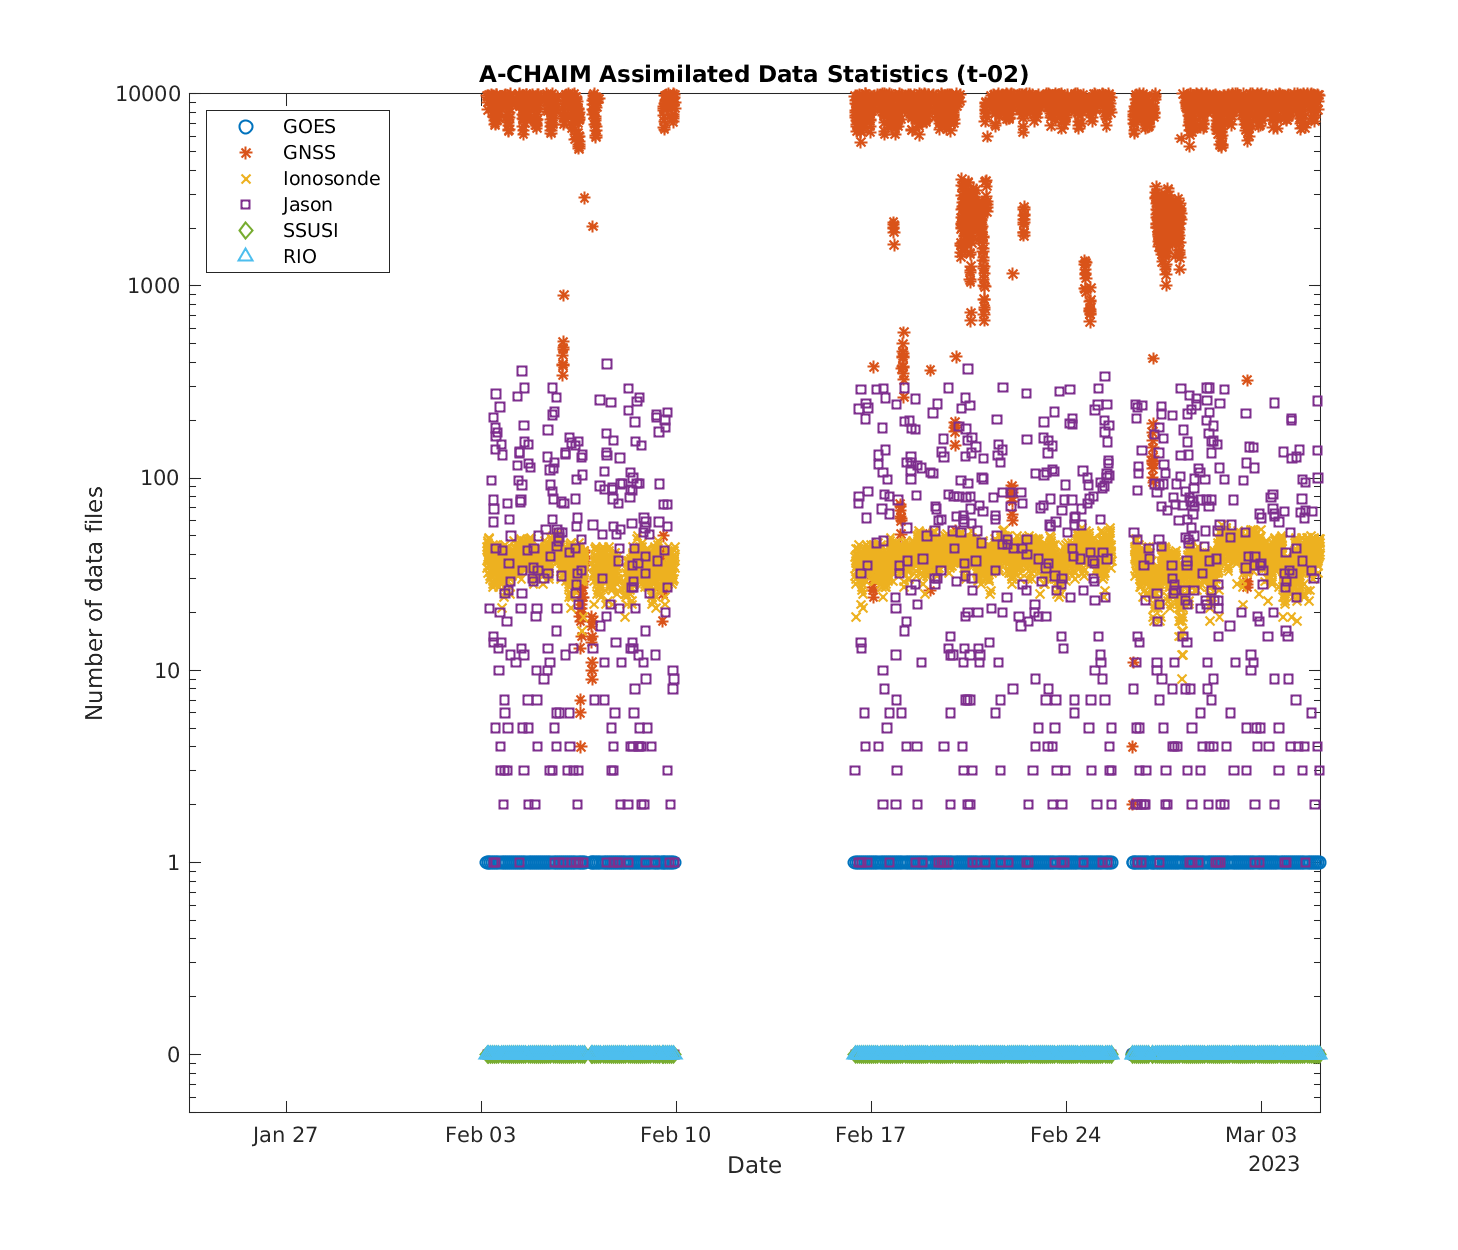 A-CHAIM Assimilated Data Statistics (t-02)
10000
1000
100
10
1
0
Number of data files
GOES
GNSS
Ionosonde
Jason
SSUSI
RIO
Jan 27
Feb 03
Feb 10
Feb 17
Feb 24
Mar 03
2023
Date